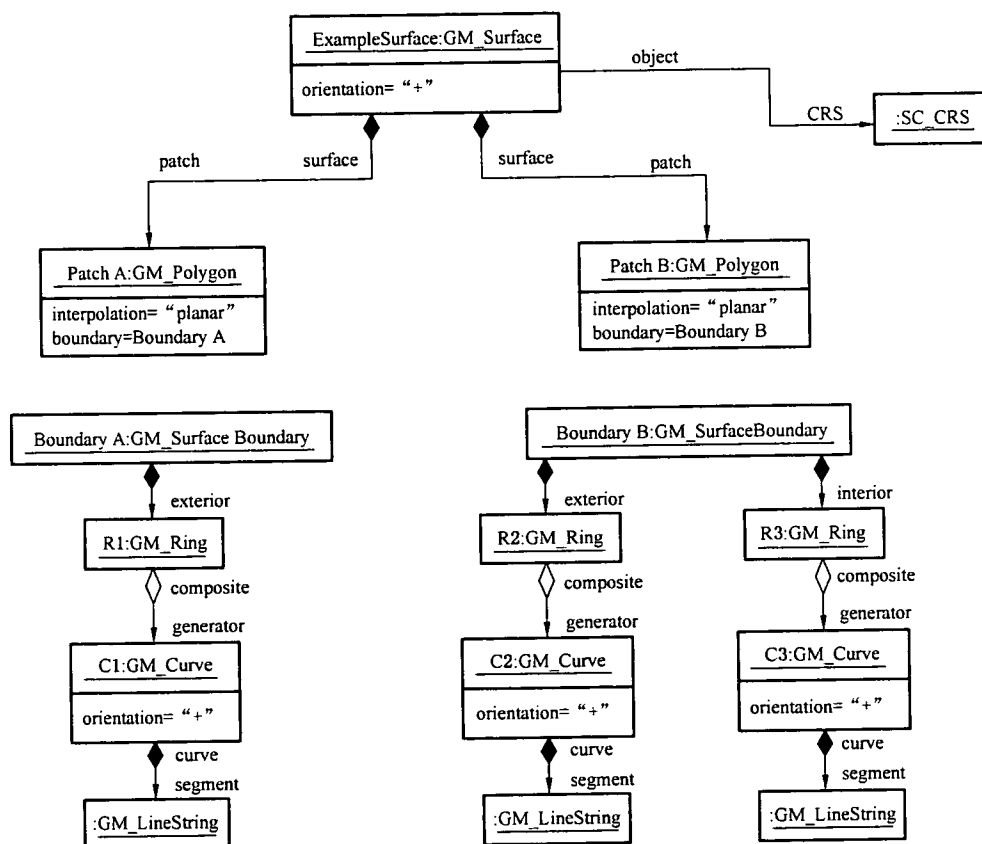 ExampleSurface:GM_Surface
orientation= “+”
object
CRS
:SC_CRS
patch
surface
surface
patch
Patch A:GM_Polygon
interpolation= “planar”
boundary=Boundary A
Patch B:GM_Polygon
interpolation= “planar”
boundary=Boundary B
Boundary A:GM_Surface Boundary
Boundary B:GM_SurfaceBoundary
exterior
exterior
interior
R1:GM_Ring
R2:GM_Ring
R3:GM_Ring
composite
composite
composite
generator
generator
generator
C1:GM_Curve
orientation= “+”
C2:GM_Curve
orientation= “+”
C3:GM_Curve
orientation= “+”
curve
curve
curve
segment
segment
segment
:GM_LineString
:GM_LineString
:GM_LineString